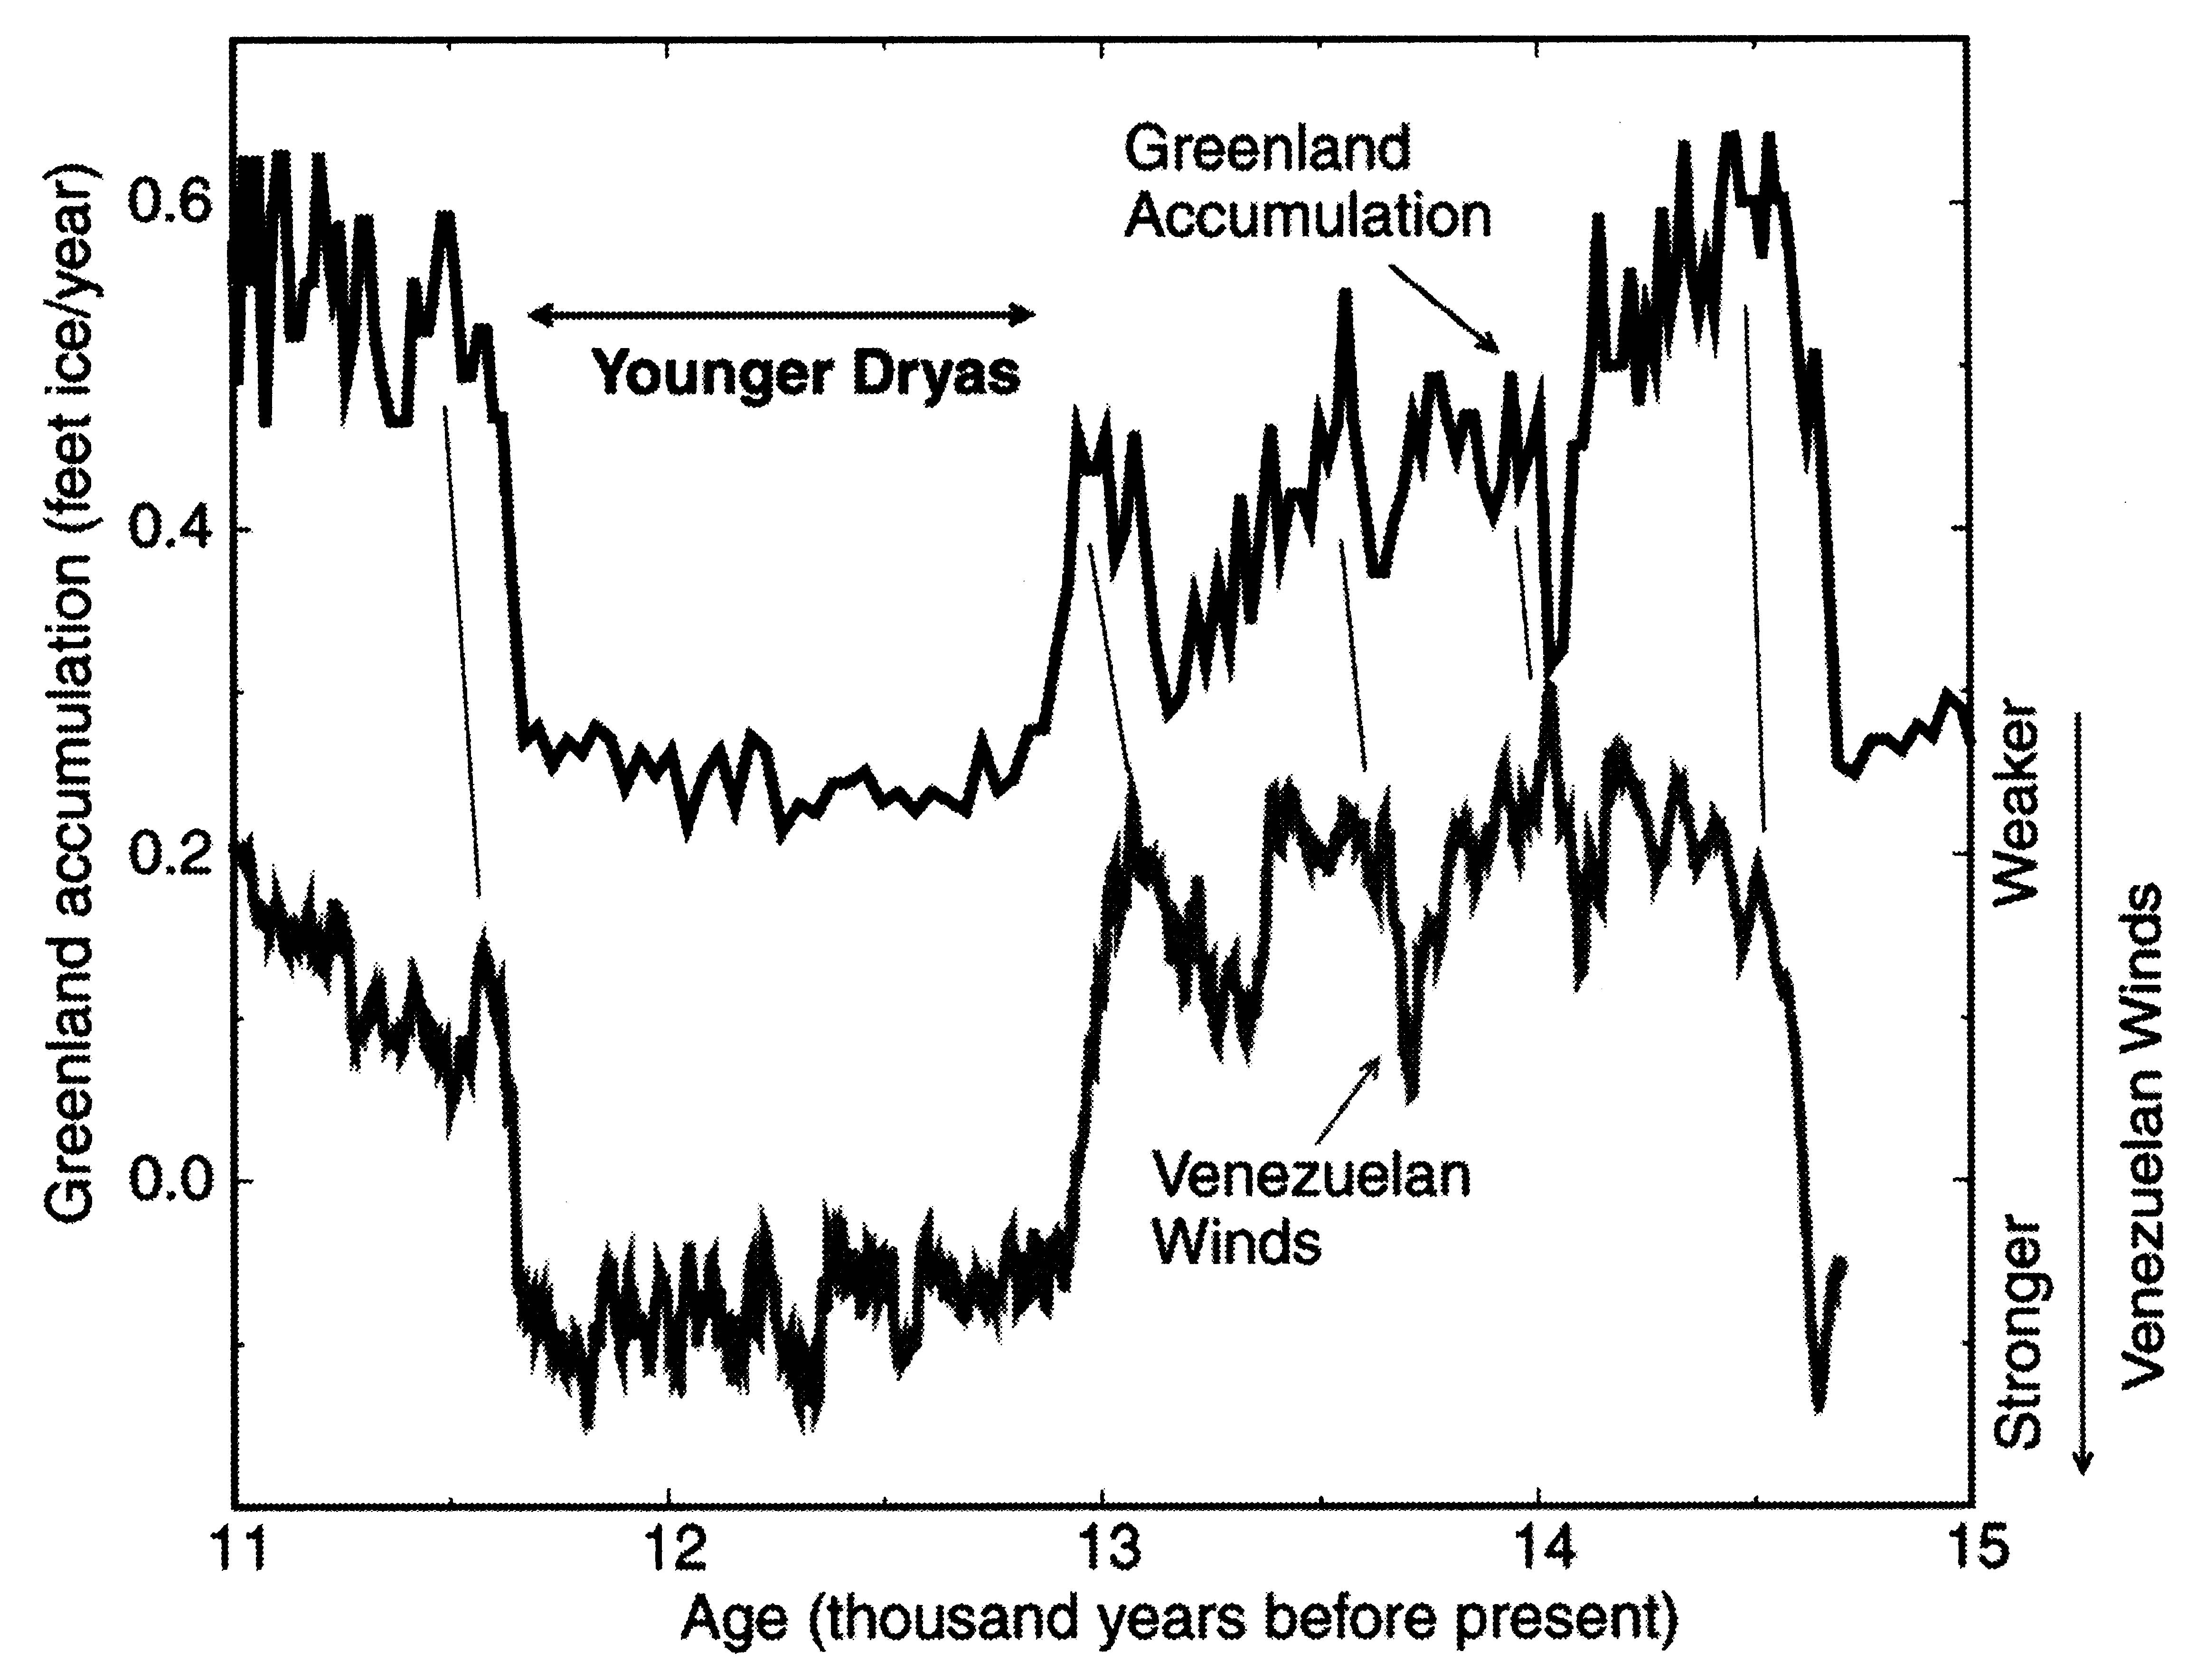 Greenland
Accumulation
Younger Dryas
Venezuelan
Winds
Greenland accumulation (feet ice/year)
0.6
0.4
0.2
0.0
Weaker
Stronger
Venezuelan Winds
11
12
13
14
15
Age (thousand years before present)